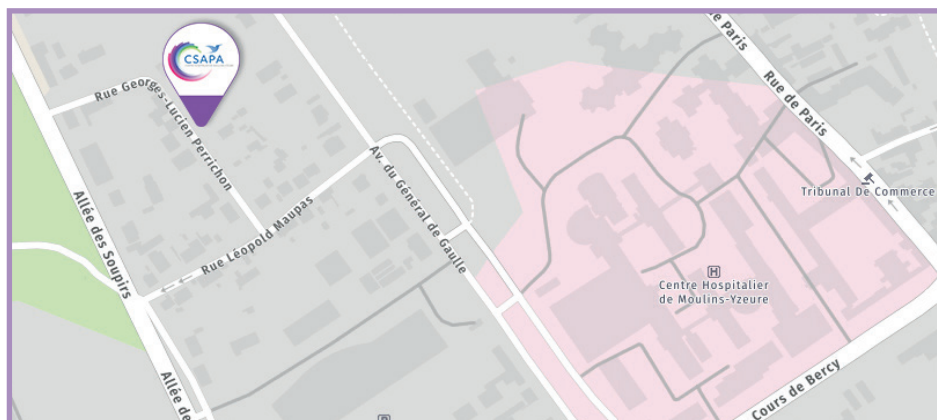 CSAPA
Rue Georges-Lucien Perrichon
Rue de Paris
Rue de Paris
Av. du Général de Gaulle
Allée des Soupirs
Rue Léopold Maupas
Tribunal De Commerce
H
Centre Hospitalier
de Moulins-Yzeure
Cours de Bercy
Allée de